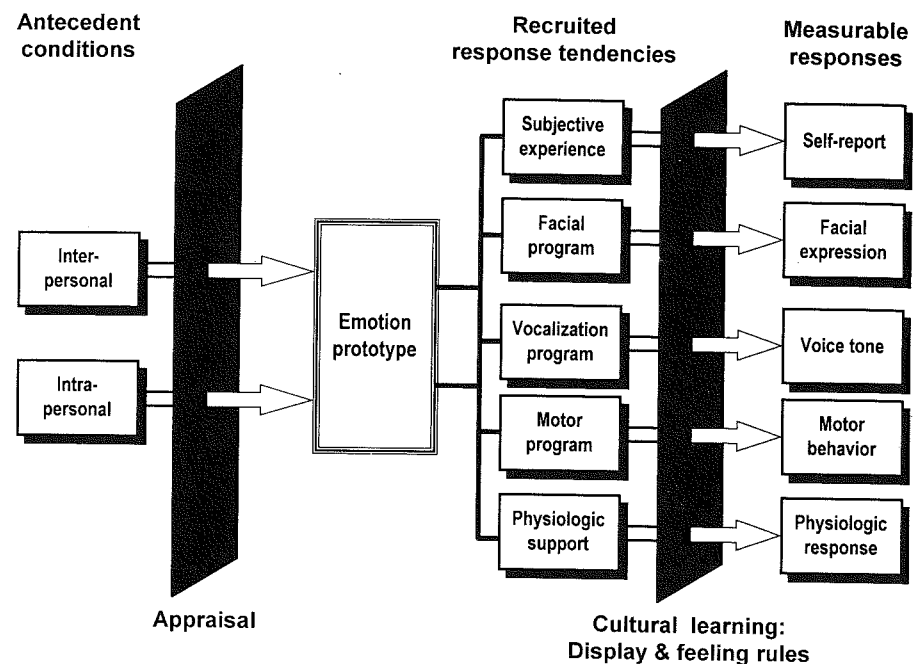 Antecedent
conditions
Recruited
response tendencies
Measurable
responses
Inter-
personal
Intra-
personal
Appraisal
Emotion
prototype
Subjective
experience
Facial
program
Vocalization
program
Motor
program
Physiologic
support
Cultural learning:
Display & feeling rules
Self-report
Facial
expression
Voice tone
Motor
behavior
Physiologic
response